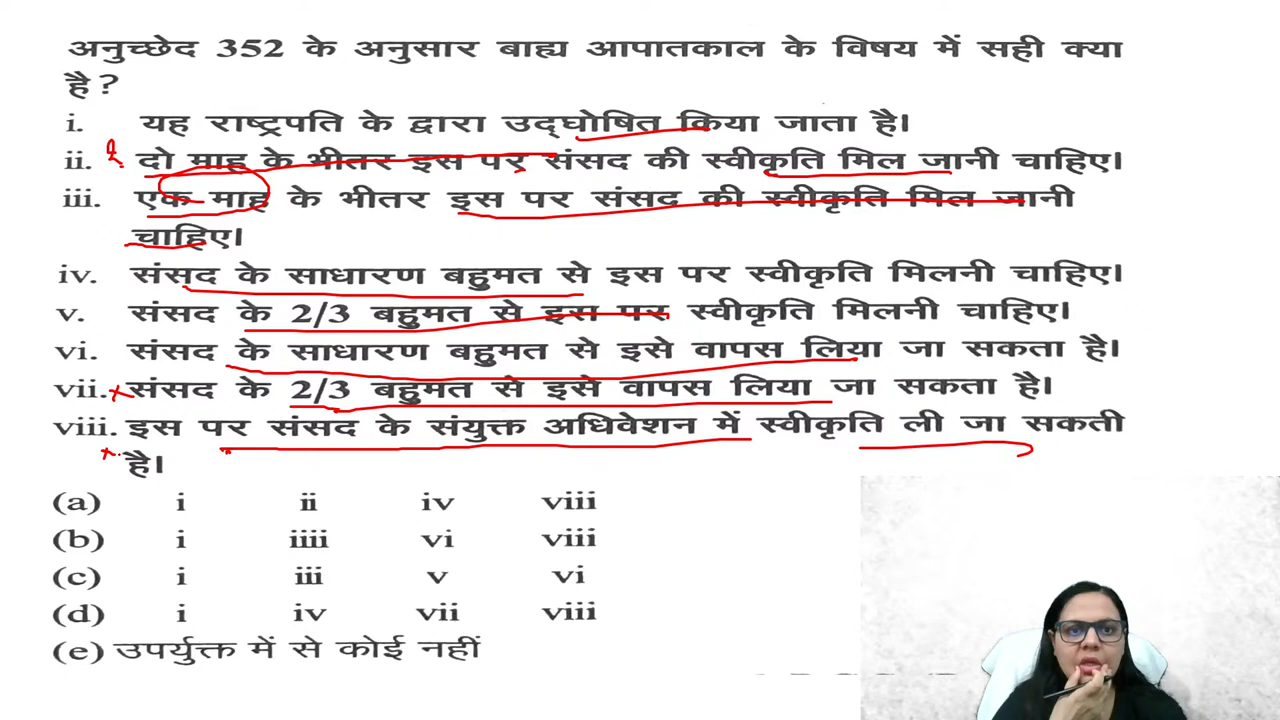 अनुच्छेद 352 के अनुसार बाह्य आपातकाल के विषय में सही क्या
है?
i. यह राष्ट्रपति के द्वारा उद्घोषित किया जाता है।
ii. दो माह के भीतर इस पर संसद की स्वीकृति मिल जानी चाहिए।
iii. एक माह के भीतर इस पर संसद की स्वीकृति मिल जानी
चाहिए।
iv. संसद के साधारण बहुमत से इस पर स्वीकृति मिलनी चाहिए।
v. संसद के 2/3 बहुमत से इस पर स्वीकृति मिलनी चाहिए।
vi. संसद के साधारण बहुमत से इसे वापस लिया जा सकता है।
vii. संसद के 2/3 बहुमत से इसे वापस लिया जा सकता है।
viii. इस पर संसद के संयुक्त अधिवेशन में स्वीकृति ली जा सकती
है।
(a) i ii iv viii
(b) i iiii vi viii
(c) i iii v vi
(d) i iv vii viii
(e) उपर्युक्त में से कोई नहीं